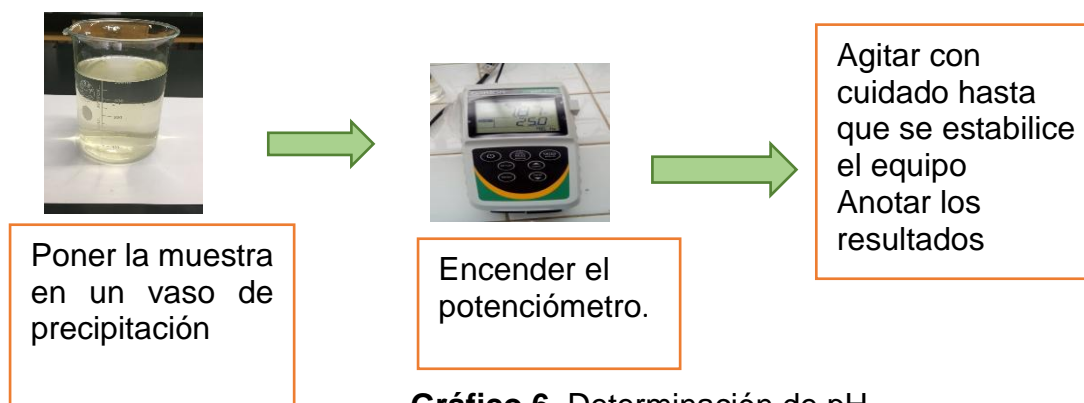 Poner la muestra
en un vaso de
precipitación
Encender el
potenciómetro.
Agitar con
cuidado hasta
que se estabilice
el equipo
Anotar los
resultados
Gráfico 6. Determinación de pH